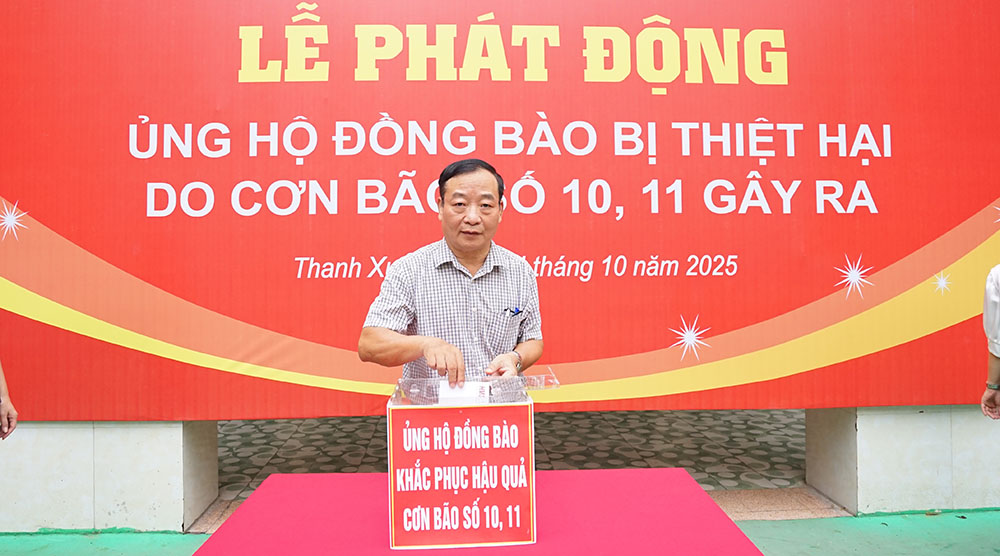 LỄ PHÁT ĐỘNG
ỦNG HỘ ĐỒNG BÀO BỊ THIỆT HẠI
DO CƠN BÃO SỐ 10, 11 GÂY RA
Thanh tháng 10 năm 2025
ỦNG HỘ ĐỒNG BÀO
KHẮC PHỤC HẬU QUẢ
CƠN BÃO SỐ 10, 11